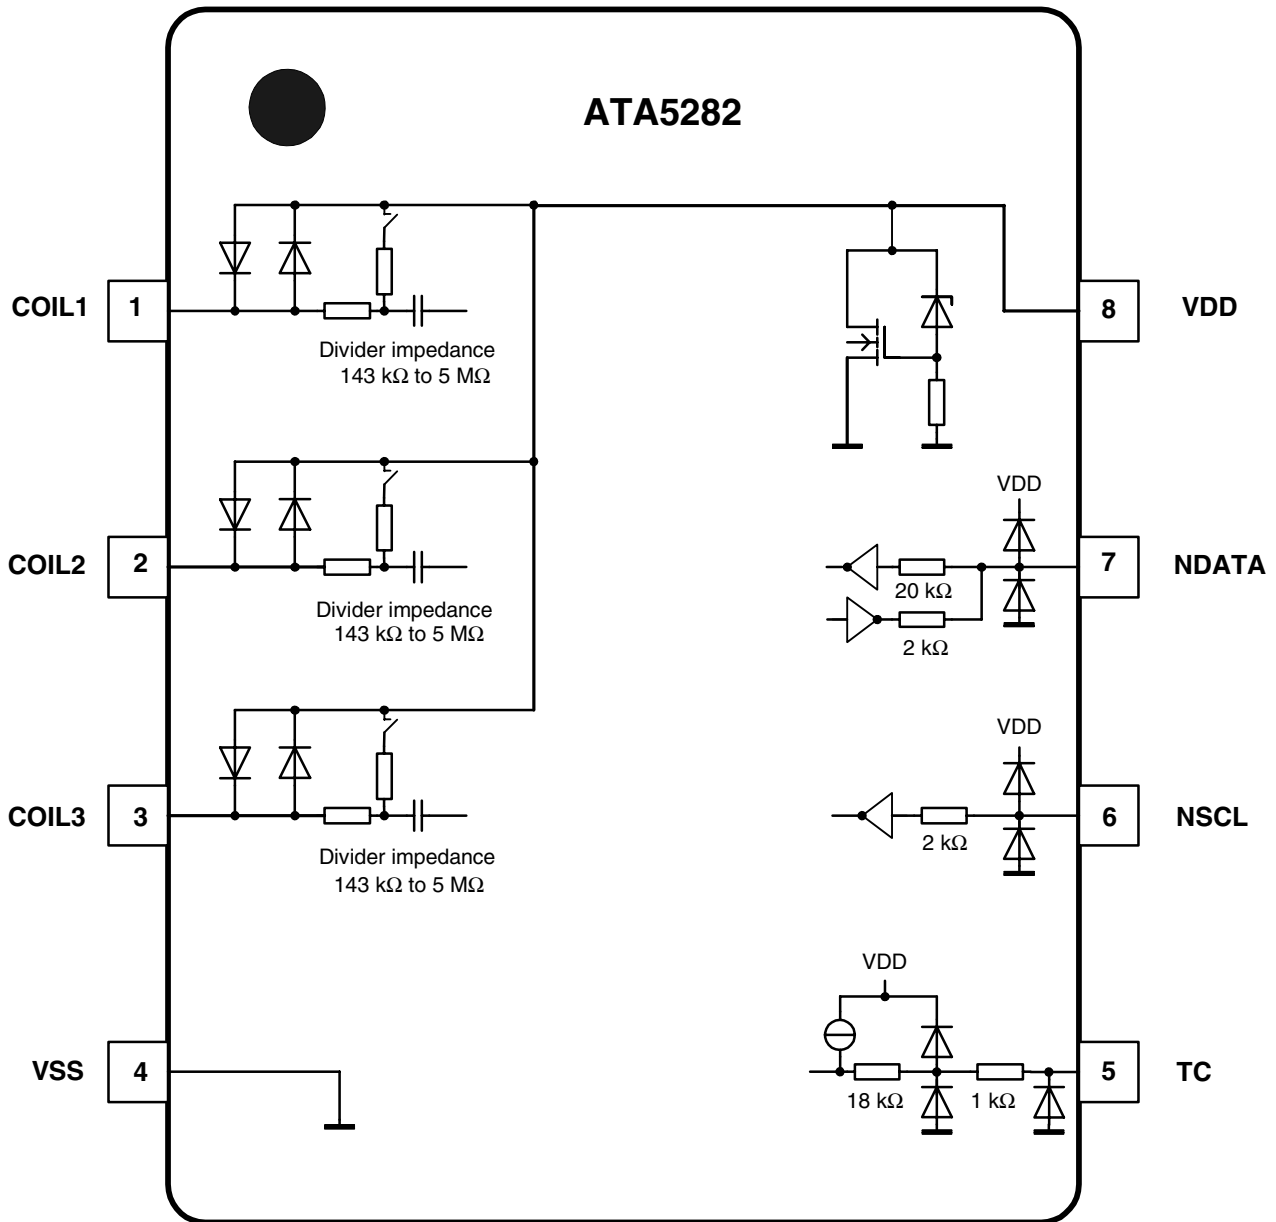 ATA5282
COIL1
1
Divider impedance
143 kΩ to 5 MΩ
8
VDD
COIL2
2
Divider impedance
143 kΩ to 5 MΩ
VDD
20 kΩ
2 kΩ
7
NDATA
COIL3
3
Divider impedance
143 kΩ to 5 MΩ
VDD
2 kΩ
6
NSCL
VSS
4
VDD
18 kΩ
1 kΩ
5
TC